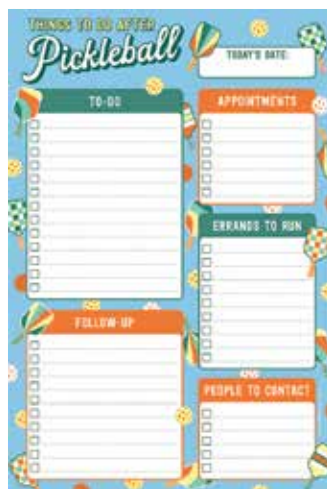 THINGS TO DO AFTER
Pickleball
TODAY'S DATE:
TO-DO
APPOINTMENTS
ERRANDS TO RUN
FOLLOW-UP
PEOPLE TO CONTACT